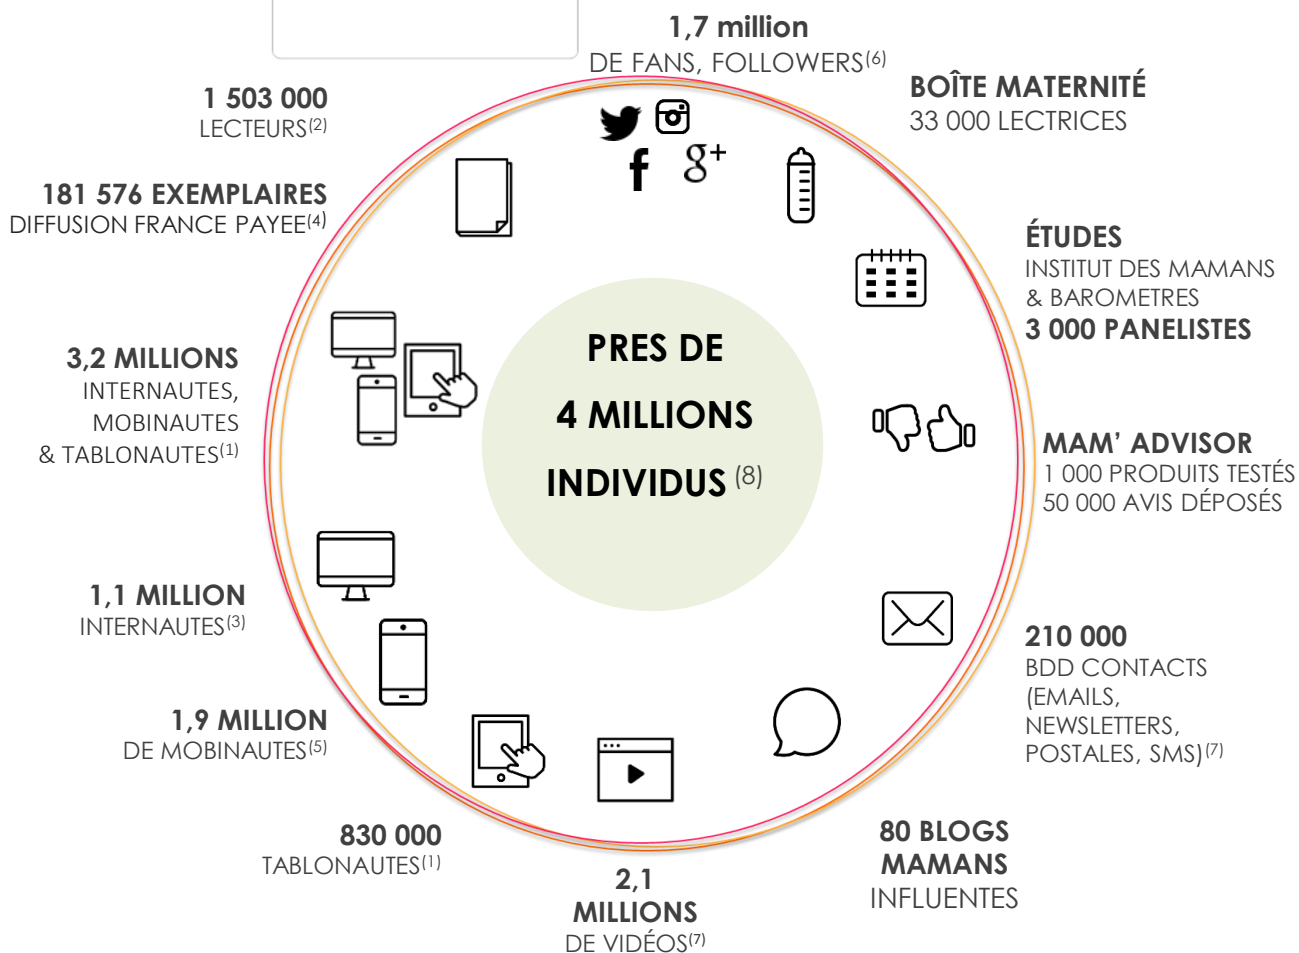 1,7 million
DE FANS, FOLLOWERS(6)
BOÎTE MATERNITÉ
33 000 LECTRICES
ÉTUDES
INSTITUT DES MAMANS
& BAROMETRES
3 000 PANELISTES
MAM' ADVISOR
1 000 PRODUITS TESTÉS
50 000 AVIS DÉPOSÉS
210 000
BDD CONTACTS
(EMAILS,
NEWSLETTERS,
POSTALES, SMS)(7)
80 BLOGS
MAMANS
INFLUENTES
2,1
MILLIONS
DE VIDÉOS(7)
830 000
TABLONAUTES(1)
1,9 MILLION
DE MOBINAUTES(5)
1,1 MILLION
INTERNAUTES(3)
3,2 MILLIONS
INTERNAUTES,
MOBINAUTES
& TABLONAUTES(1)
181 576 EXEMPLAIRES
DIFFUSION FRANCE PAYEE(4)
1 503 000
LECTEURS(2)
g+
PRES DE
4 MILLIONS
INDIVIDUS (8)